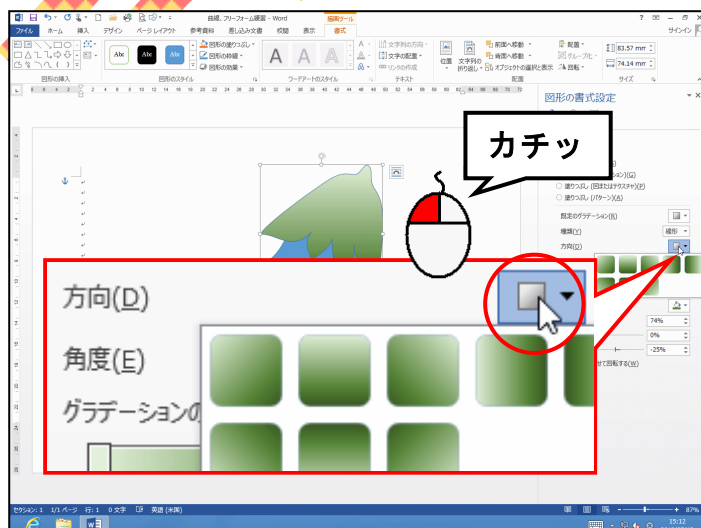 曲線、フリーフォーム練習 - Word
描画ツール
ファイル ホーム 挿入 デザイン ページ レイアウト 参考資料 差し込み文書 校閲 表示 書式
サインイン
Abc Abc Abc
図形の塗りつぶし
図形の枠線
図形の効果
A A A
文字列の方向
文字の配置
リンクの作成
位置
文字列の
折り返し
前面へ移動
背面へ移動
オブジェクトの選択と表示
配置
グループ化
回転
83.57 mm
74.14 mm
図形の挿入 図形のスタイル ワードアートのスタイル テキスト 配置 サイズ
図形の書式設定
カチッ
塗りつぶし (図またはテクスチャ)(P)
塗りつぶし (パターン)(A)
既定のグラデーション(R)
種類(Y) 線形
方向(D)
方向(D)
角度(E)
グラデーションの
74%
0%
-25%
せて回転する(W)
セクション: 1 1/1 ページ 行: 1 0 文字 英語 (米国)
87%
15:12